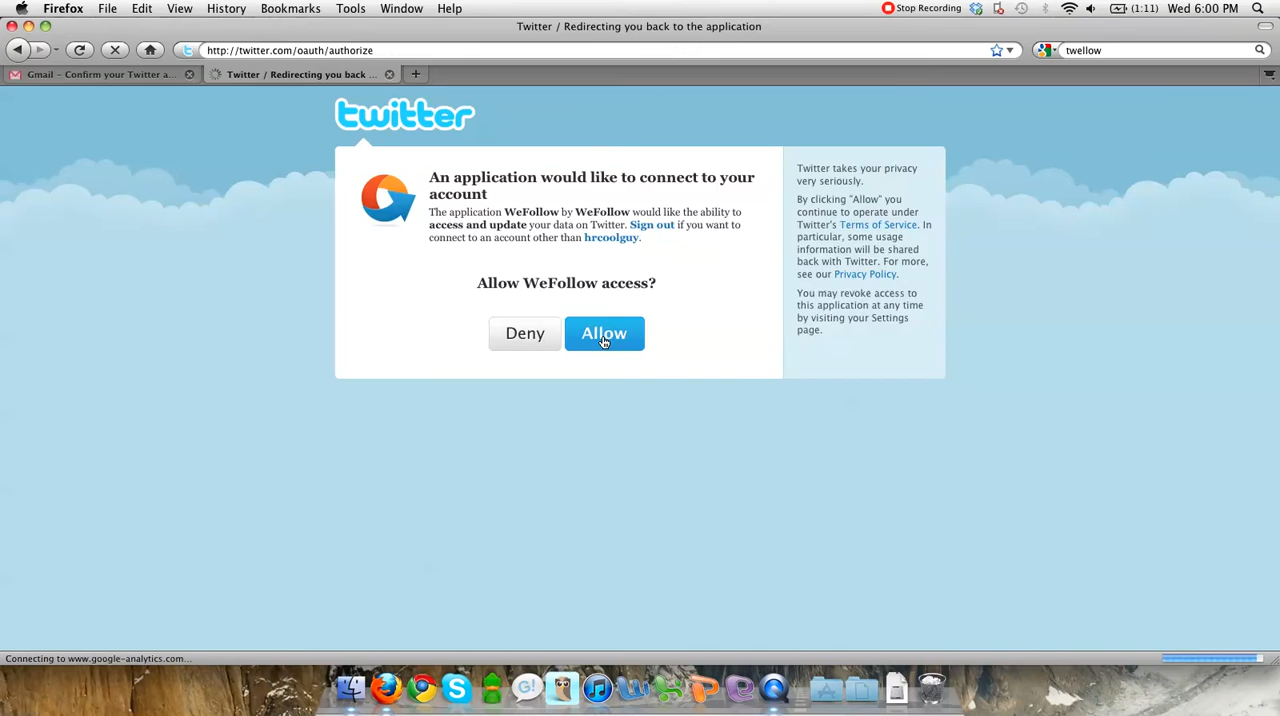 Firefox File Edit View History Bookmarks Tools Window Help Stop Recording (1:11) Wed 6:00 PM
Twitter / Redirecting you back to the application
http://twitter.com/oauth/authorize twellow
Gmail – Confirm your Twitter a... Twitter / Redirecting you back ...
twitter
An application would like to connect to your
account
The application WeFollow by WeFollow would like the ability to
access and update your data on Twitter. Sign out if you want to
connect to an account other than hrcoolguy.
Allow WeFollow access?
Deny Allow
Twitter takes your privacy
very seriously.
By clicking "Allow" you
continue to operate under
Twitter's Terms of Service. In
particular, some usage
information will be shared
back with Twitter. For more,
see our Privacy Policy.
You may revoke access to
this application at any time
by visiting your Settings
page.
Connecting to www.google-analytics.com...